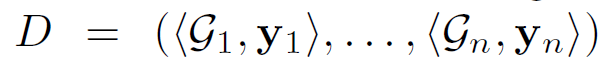 D = (⟨𝒢₁, 𝐲₁⟩, . . . , ⟨𝒢ₙ, 𝐲ₙ⟩)